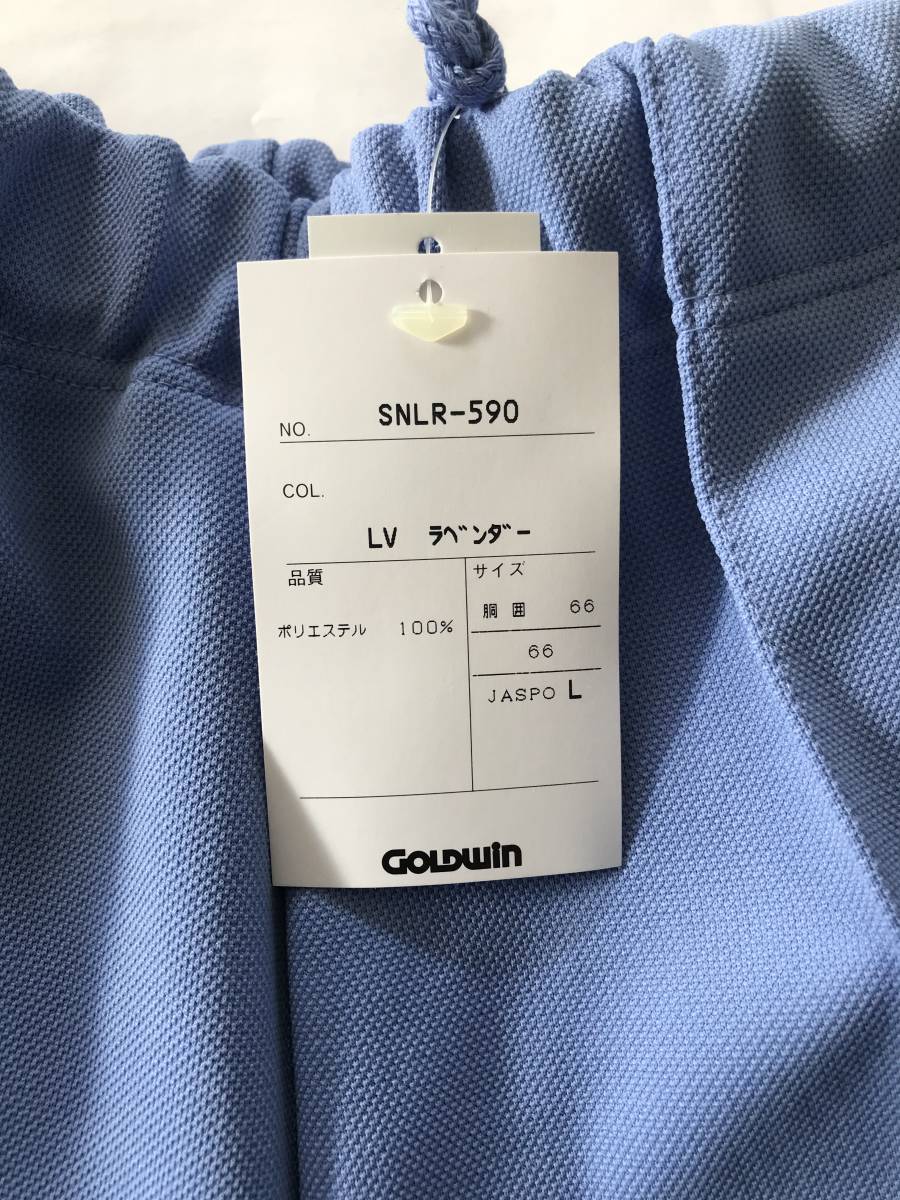 NO. SNLR-590
COL.
LV ラベンダー
品質
ポリエステル 100%
サイズ
胴囲 66
66
JASPO L
GOLDWIN